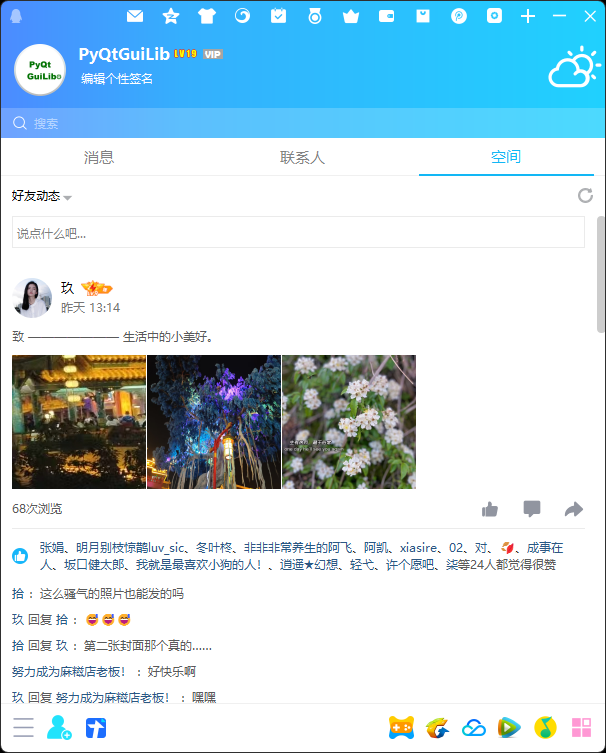 PyQt
GuiLib
PyQtGuiLib LV19 VIP
编辑个性签名
搜索
消息 联系人 空间
好友动态
说点什么吧...
玖
昨天 13:14
致 ——————— 生活中的小美好。
68次浏览
张娟、明月别枝惊鹊luv_sic、冬叶柊、非非非常养生的阿飞、阿凯、xiasire、02、对、🍂、成事在
人、坂口健太郎、我就是最喜欢小狗的人！、逍遥★幻想、轻弋、许个愿吧、柒等24人都觉得很赞
拾 ：这么骚气的照片也能发的吗
玖 回复 拾 ：😅😅😅
拾 回复 玖 ：第二张封面那个真的......
努力成为麻糍店老板！ ：好快乐啊
玖 回复 努力成为麻糍店老板！ ：嘿嘿